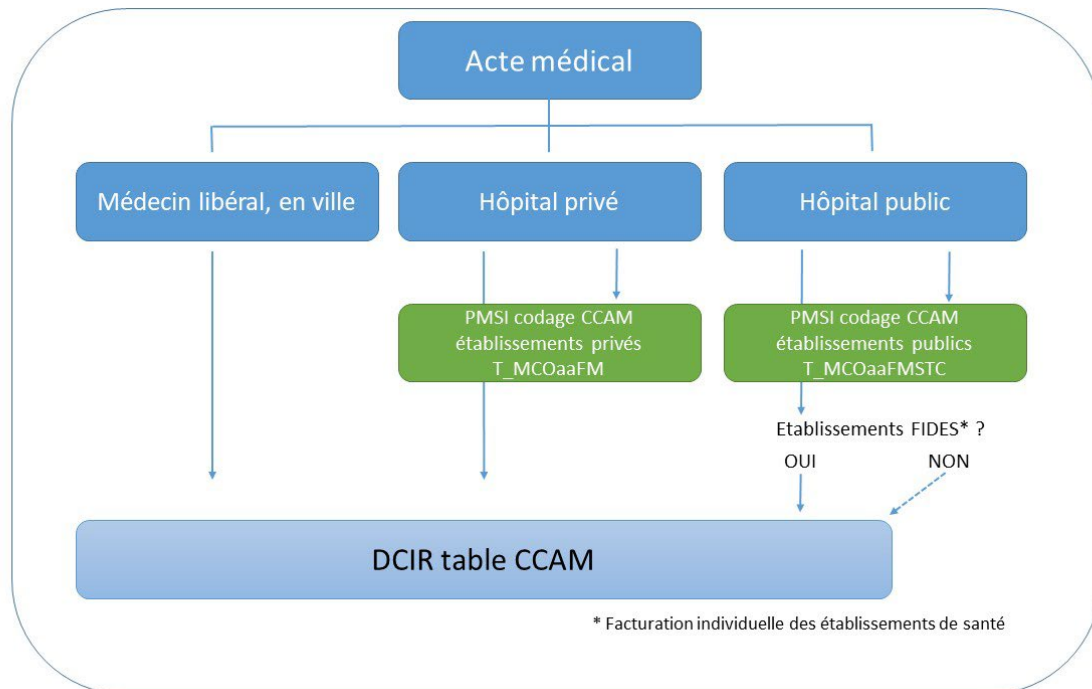 Acte médical
Médecin libéral, en ville
Hôpital privé
Hôpital public
PMSI codage CCAM
établissements privés
T_MCOaaFM
PMSI codage CCAM
établissements publics
T_MCOaaFMSTC
Etablissements FIDES* ?
OUI
NON
DCIR table CCAM
* Facturation individuelle des établissements de santé